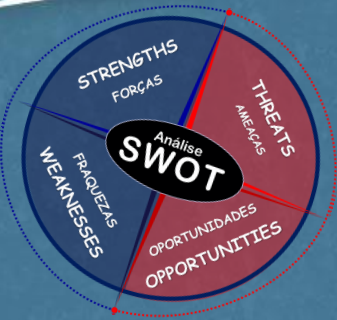 STRENGTHS
FORÇAS
THREATS
AMEAÇAS
Análise
SWOT
WEAKNESSES
FRAQUEZAS
OPORTUNIDADES
OPPORTUNITIES